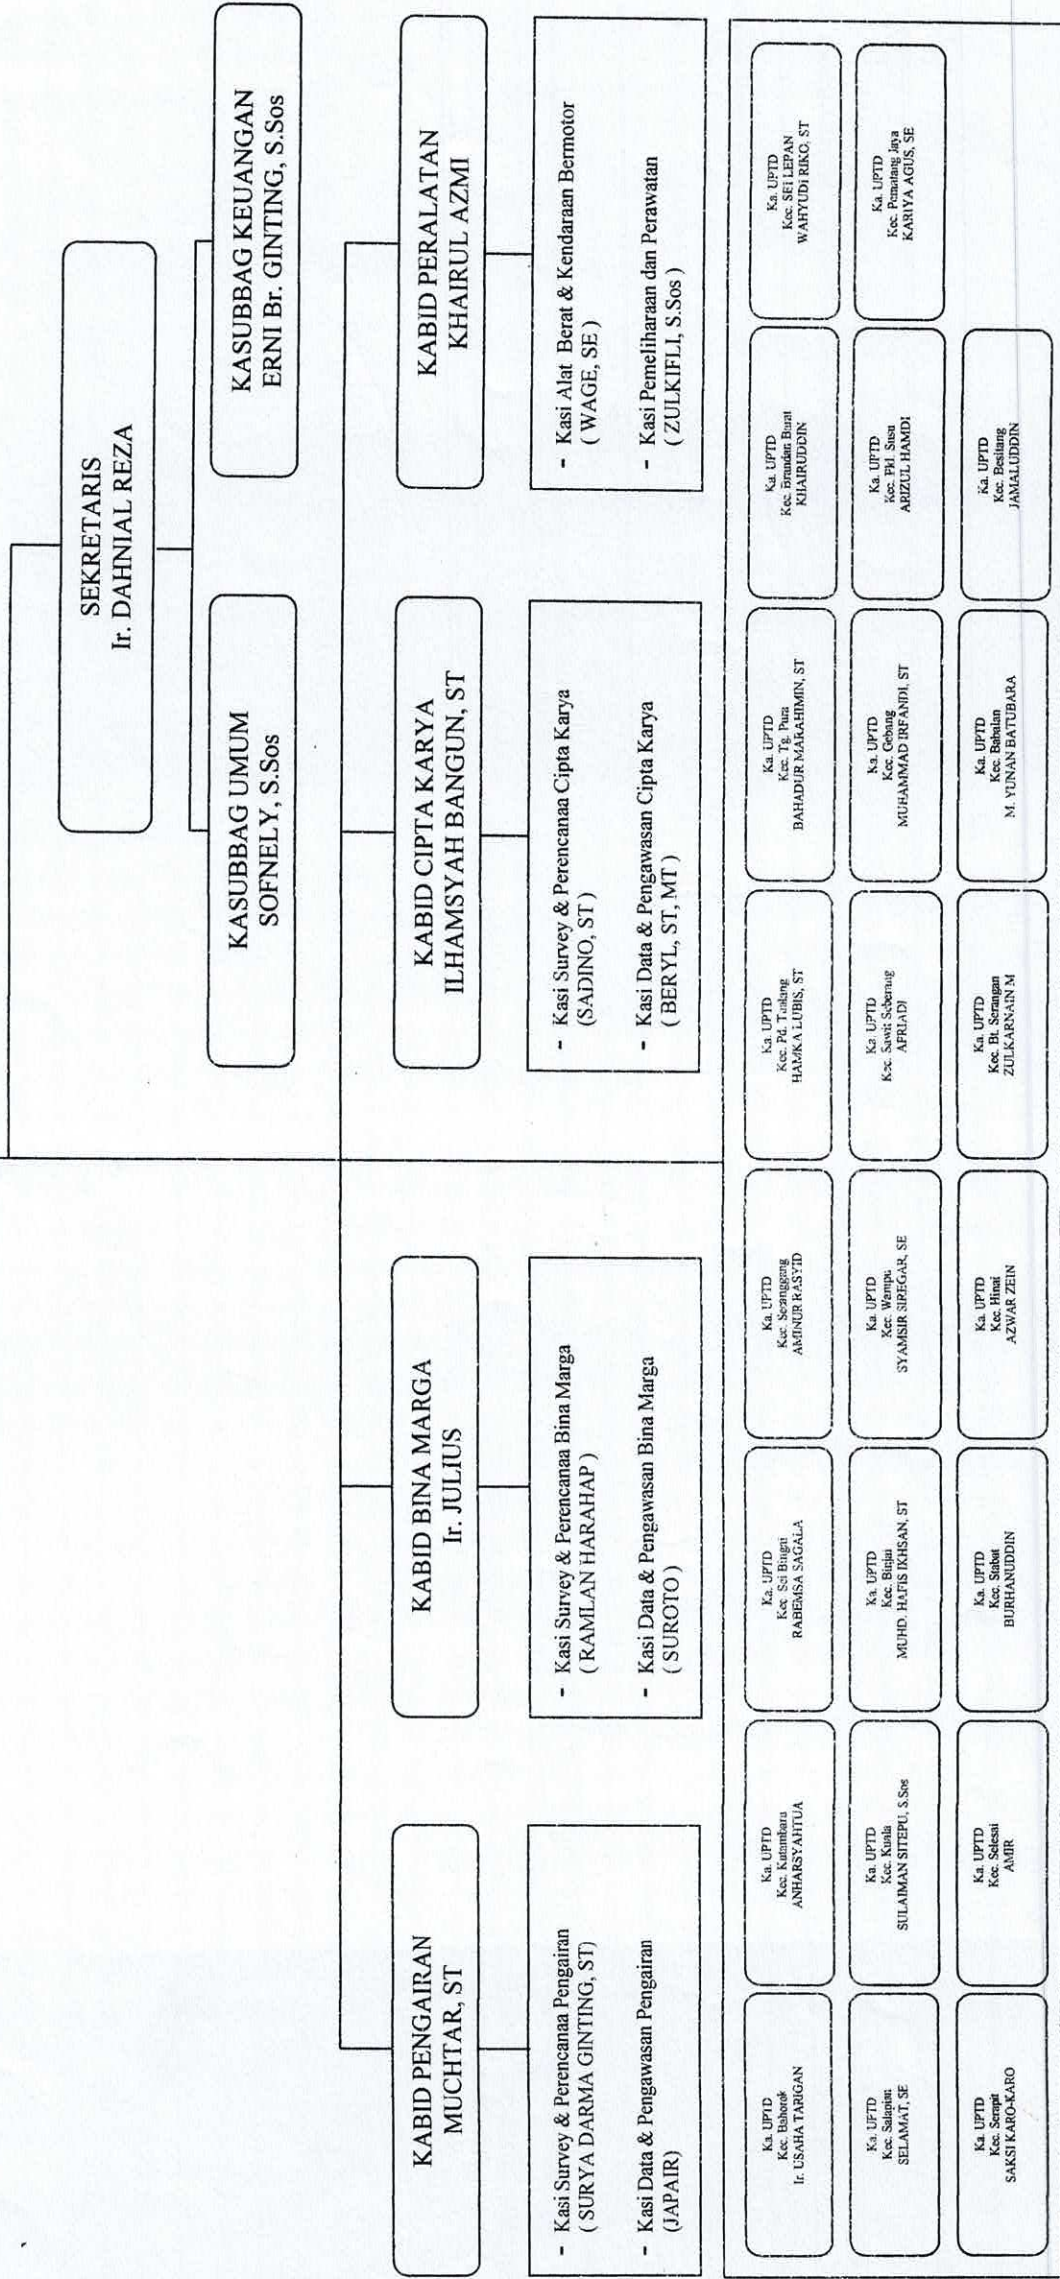 SEKRETARIS
Ir. DAHNIAL REZA
KASUBBAG UMUM
SOFNELY, S.Sos
KASUBBAG KEUANGAN
ERNI Br. GINTING, S.Sos
KABID PENGAIRAN
MUCHTAR, ST
KABID BINA MARGA
Ir. JULIUS
KABID CIPTA KARYA
ILHAMSYAH BANGUN, ST
KABID PERALATAN
KHAIRUL AZMI
- Kasi Survey & Perencanaa Pengairan
( SURYA DARMA GINTING, ST)
- Kasi Data & Pengawasan Pengairan
(JAPAIR)
- Kasi Survey & Perencanaa Bina Marga
( RAMLAN HARAHAP )
- Kasi Data & Pengawasan Bina Marga
( SUROTO )
- Kasi Survey & Perencanaa Cipta Karya
(SADINO, ST )
- Kasi Data & Pengawasan Cipta Karya
( BERYL, ST, MT )
- Kasi Alat Berat & Kendaraan Bermotor
( WAGE, SE )
- Kasi Pemeliharaan dan Perawatan
( ZULKIFLI, S.Sos )
Ka. UPTD
Kec. Bahorok
Ir. USAHA TARIGAN
Ka. UPTD
Kec. Kutambaru
ANHARSYAHTUA
Ka. UPTD
Kec. Sei Bingai
RABEMSA SAGALA
Ka. UPTD
Kec. Secanggang
AMINUR RASYID
Ka. UPTD
Kec. Pd. Tualang
HAMKA LUBIS, ST
Ka. UPTD
Kec. Tg. Pura
BAHADUR MARAHIMIN, ST
Ka. UPTD
Kec. Brandan Barat
KHAIRUDDIN
Ka. UPTD
Kec. SEI LEPAN
WAHYUDI RIKO, ST
Ka. UPTD
Kec. Salapian
SELAMAT, SE
Ka. UPTD
Kec. Kuala
SULAIMAN SITEPU, S.Sos
Ka. UPTD
Kec. Binjai
MUHD. HAFIS IKHSAN, ST
Ka. UPTD
Kec. Wampu
SYAMSIR SIREGAR, SE
Ka. UPTD
Kec. Sawit Seberang
AFRIADI
Ka. UPTD
Kec. Gebang
MUHAMMAD IRFANDI, ST
Ka. UPTD
Kec. Pkl. Susu
ARIZUL HAMDI
Ka. UPTD
Kec. Pematang Jaya
KARIYA AGUS, SE
Ka. UPTD
Kec. Serapit
SAKSI KARO-KARO
Ka. UPTD
Kec. Selesai
AMIR
Ka. UPTD
Kec. Stabat
BURHANUDDIN
Ka. UPTD
Kec. Hinai
AZWAR ZEIN
Ka. UPTD
Kec. Bt. Serangan
ZULKARNAIN M
Ka. UPTD
Kec. Babalan
M. YUNAN BATUBARA
Ka. UPTD
Kec. Besitang
JAMALUDDIN